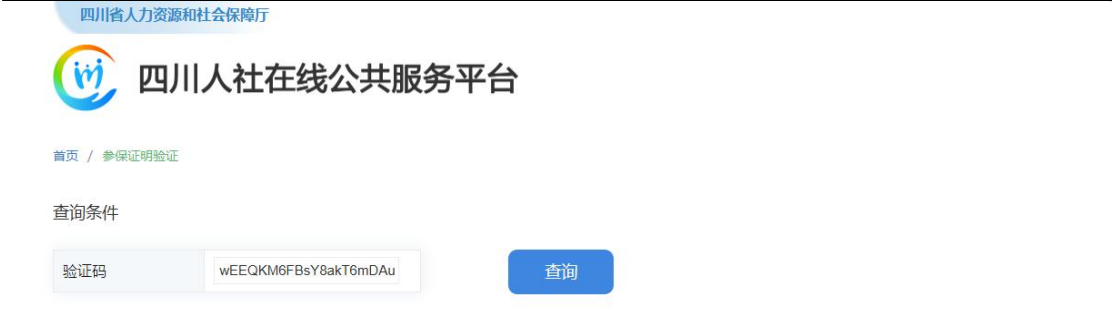 四川省人力资源和社会保障厅
四川人社在线公共服务平台
首页 / 参保证明验证
查询条件
验证码 wEEQKM6FBsY8akT6mDAu 查询